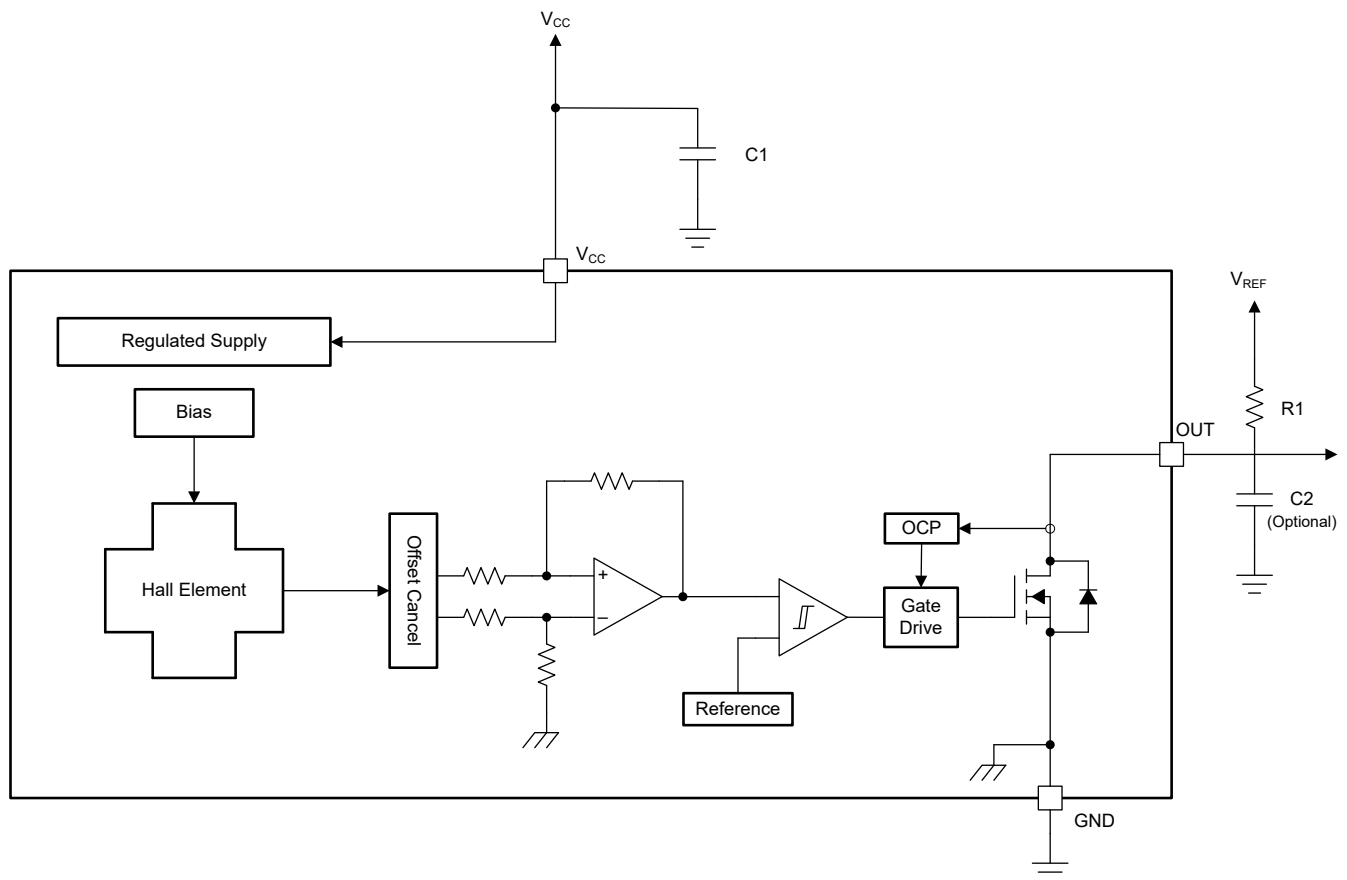 V_CC
C1
V_CC
Regulated Supply
V_REF
Bias
R1
OUT
C2
(Optional)
OCP
Hall Element
Offset Cancel
+
−
Gate
Drive
Reference
GND